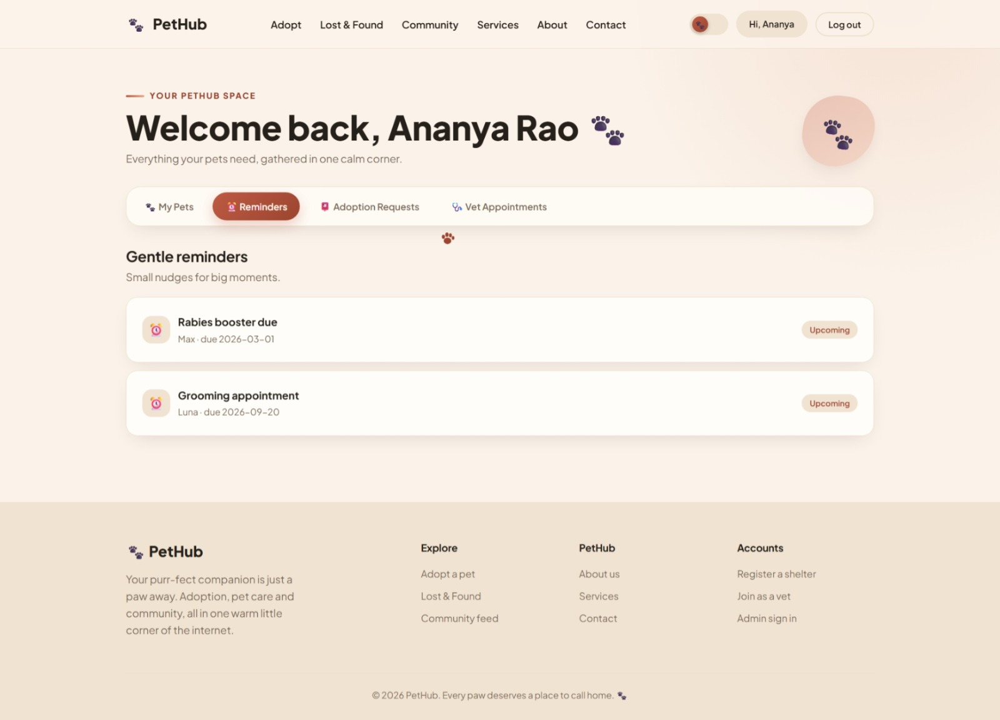 PetHub
Adopt
Lost & Found
Community
Services
About
Contact
Hi, Ananya
Log out
YOUR PETHUB SPACE
Welcome back, Ananya Rao
Everything your pets need, gathered in one calm corner.
My Pets
Reminders
Adoption Requests
Vet Appointments
Gentle reminders
Small nudges for big moments.
Rabies booster due
Max · due 2026-03-01
Upcoming
Grooming appointment
Luna · due 2026-09-20
Upcoming
PetHub
Your purr-fect companion is just a
paw away. Adoption, pet care and
community, all in one warm little
corner of the internet.
Explore
Adopt a pet
Lost & Found
Community feed
PetHub
About us
Services
Contact
Accounts
Register a shelter
Join as a vet
Admin sign in
© 2026 PetHub. Every paw deserves a place to call home.